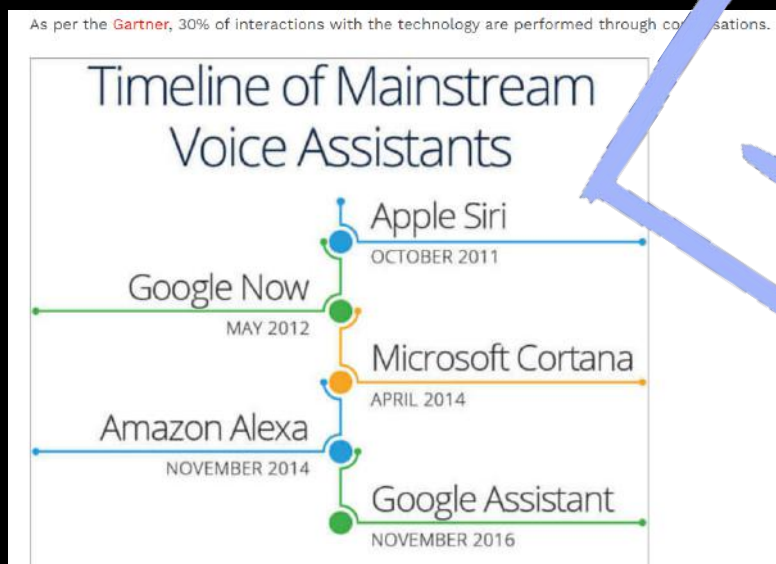 As per the Gartner, 30% of interactions with the technology are performed through
Timeline of Mainstream
Voice Assistants
Apple Siri
OCTOBER 2011
Google Now
MAY 2012
Microsoft Cortana
APRIL 2014
Amazon Alexa
NOVEMBER 2014
Google Assistant
NOVEMBER 2016